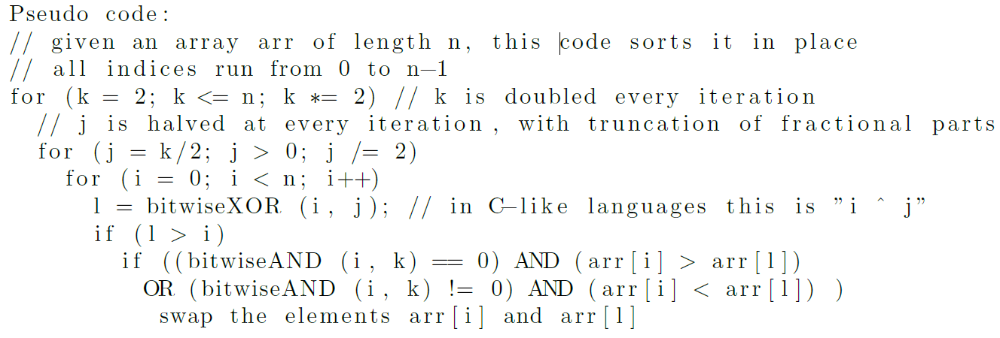 Pseudo code:
// given an array arr of length n, this code sorts it in place
// all indices run from 0 to n−1
for (k = 2; k <= n; k *= 2) // k is doubled every iteration
// j is halved at every iteration, with truncation of fractional parts
for (j = k/2; j > 0; j /= 2)
for (i = 0; i < n; i++)
l = bitwiseXOR (i, j); // in C−like languages this is ”i ^ j”
if (l > i)
if ((bitwiseAND (i, k) == 0) AND (arr[i] > arr[l])
OR (bitwiseAND (i, k) != 0) AND (arr[i] < arr[l]) )
swap the elements arr[i] and arr[l]